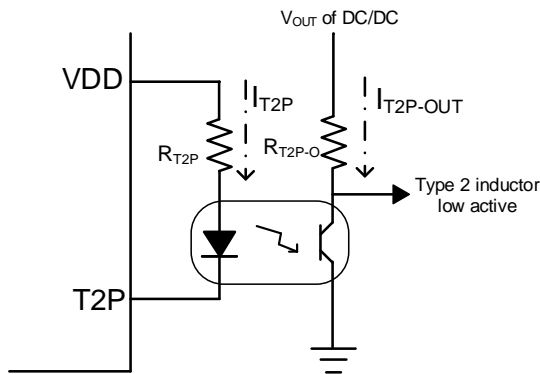 VOUT of DC/DC
VDD
IT2P
IT2P-OUT
RT2P
RT2P-O
Type 2 inductor
low active
T2P